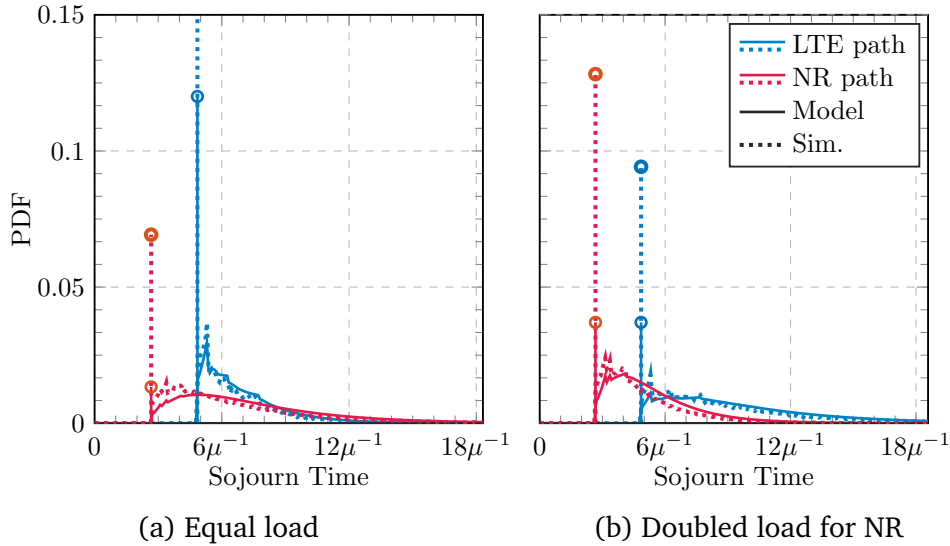 0.15
0.1
0.05
0
PDF
0 6μ⁻¹ 12μ⁻¹ 18μ⁻¹
Sojourn Time
(a) Equal load
LTE path
NR path
Model
Sim.
0 6μ⁻¹ 12μ⁻¹ 18μ⁻¹
Sojourn Time
(b) Doubled load for NR